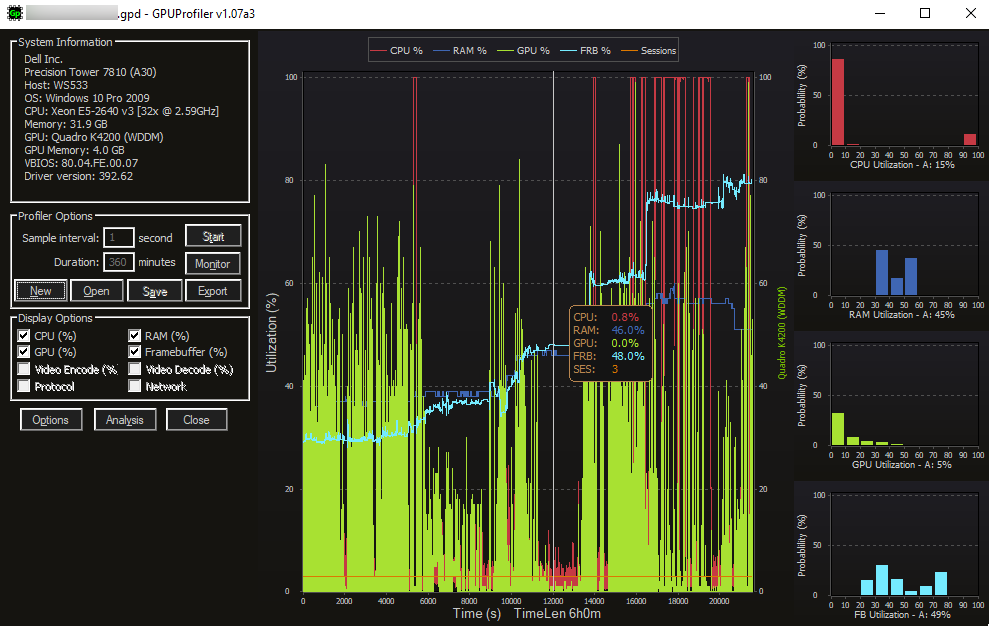 .gpd - GPUProfiler v1.07a3
System Information
Dell Inc.
Precision Tower 7810 (A30)
Host: WS533
OS: Windows 10 Pro 2009
CPU: Xeon E5-2640 v3 [32x @ 2.59GHz]
Memory: 31.9 GB
GPU: Quadro K4200 (WDDM)
GPU Memory: 4.0 GB
VBIOS: 80.04.FE.00.07
Driver version: 392.62
Profiler Options
Sample interval: 1 second Start
Duration: 360 minutes Monitor
New Open Save Export
Display Options
CPU (%) RAM (%)
GPU (%) Framebuffer (%)
Video Encode (% Video Decode (%)
Protocol Network
Options Analysis Close
CPU % RAM % GPU % FRB % Sessions
100 100
80 80
60 60
40 40
20 20
0 0
Utilization (%)
Quadro K4200 (WDDM)
CPU: 0.8%
RAM: 46.0%
GPU: 0.0%
FRB: 48.0%
SES: 3
0 2000 4000 6000 8000 10000 12000 14000 16000 18000 20000
Time (s) TimeLen 6h0m
Probability (%)
100
50
0
0 10 20 30 40 50 60 70 80 90 100
CPU Utilization - A: 15%
Probability (%)
100
50
0
0 10 20 30 40 50 60 70 80 90 100
RAM Utilization - A: 45%
Probability (%)
100
50
0
0 10 20 30 40 50 60 70 80 90 100
GPU Utilization - A: 5%
Probability (%)
100
50
0
0 10 20 30 40 50 60 70 80 90 100
FB Utilization - A: 49%